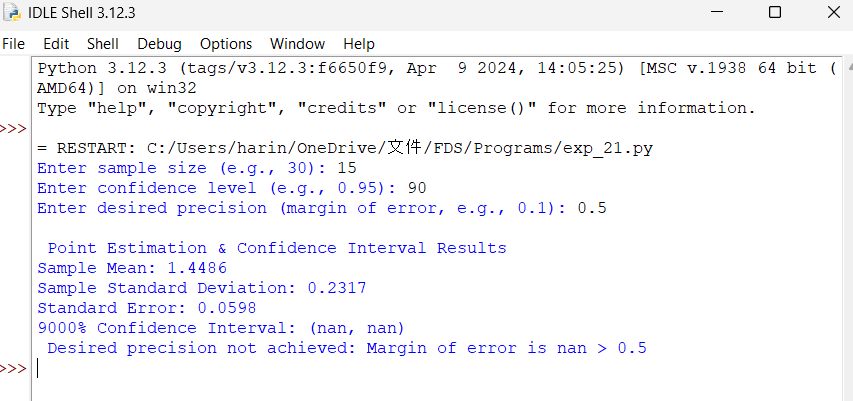 IDLE Shell 3.12.3
File Edit Shell Debug Options Window Help
Python 3.12.3 (tags/v3.12.3:f6650f9, Apr  9 2024, 14:05:25) [MSC v.1938 64 bit (
AMD64)] on win32
Type "help", "copyright", "credits" or "license()" for more information.
>>>
= RESTART: C:/Users/harin/OneDrive/文件/FDS/Programs/exp_21.py
Enter sample size (e.g., 30): 15
Enter confidence level (e.g., 0.95): 90
Enter desired precision (margin of error, e.g., 0.1): 0.5
Point Estimation & Confidence Interval Results
Sample Mean: 1.4486
Sample Standard Deviation: 0.2317
Standard Error: 0.0598
9000% Confidence Interval: (nan, nan)
Desired precision not achieved: Margin of error is nan > 0.5
>>>